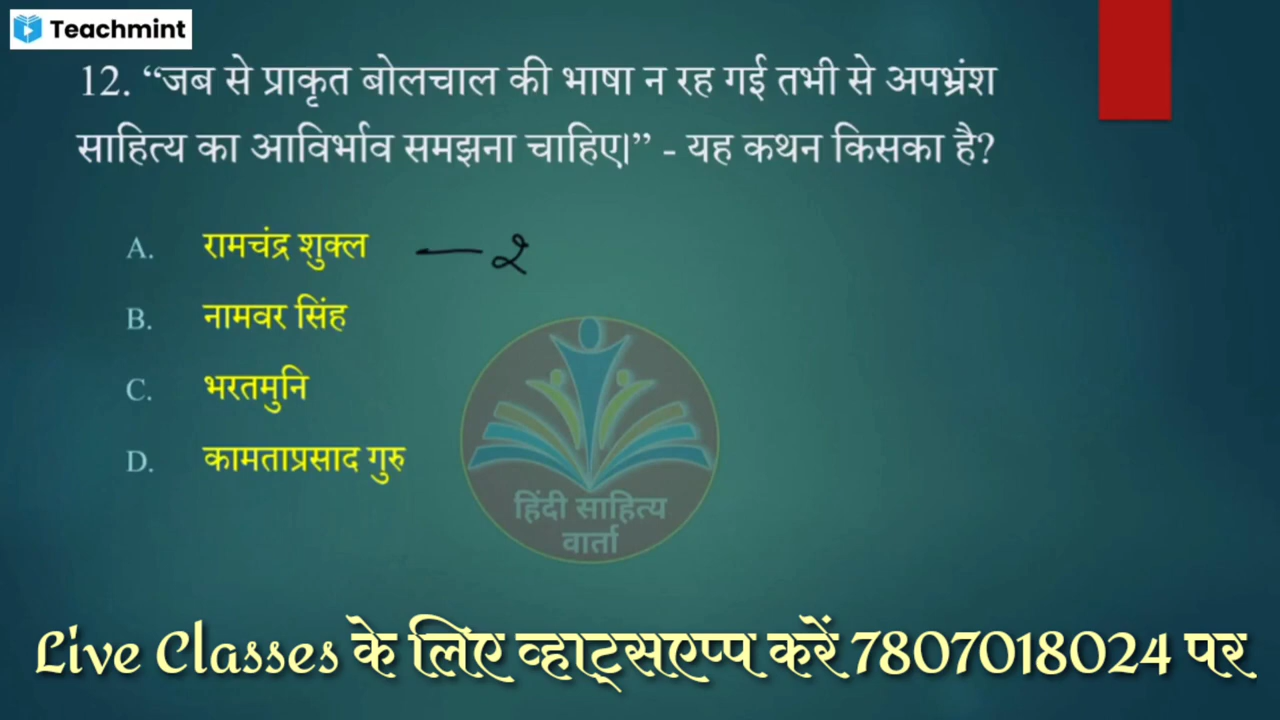 Teachmint
12. “जब से प्राकृत बोलचाल की भाषा न रह गई तभी से अपभ्रंश
साहित्य का आविर्भाव समझना चाहिए।” - यह कथन किसका है?
A. रामचंद्र शुक्ल — २
B. नामवर सिंह
C. भरतमुनि
D. कामताप्रसाद गुरु
हिंदी साहित्य
वार्ता
Live Classes के लिए व्हाट्सएप्प करें 7807018024 पर